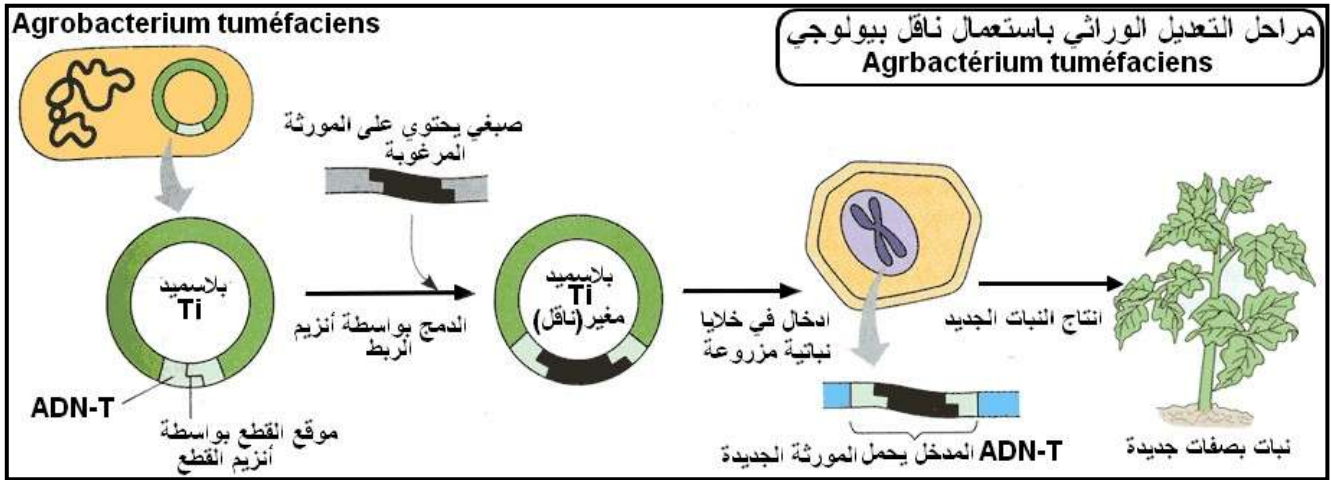 Agrobacterium tuméfaciens
مراحل التعديل الوراثي باستعمال ناقل بيولوجي
Agrbactérium tuméfaciens
صبغي يحتوي على المورثة
المرغوبة
بلاسميد
Ti
الدمج بواسطة أنزيم
الربط
بلاسميد
Ti
مغير(ناقل)
ادخال في خلايا
نباتية مزروعة
انتاج النبات الجديد
ADN-T
موقع القطع بواسطة
أنزيم القطع
ADN-T المدخل يحمل المورثة الجديدة
نبات بصفات جديدة